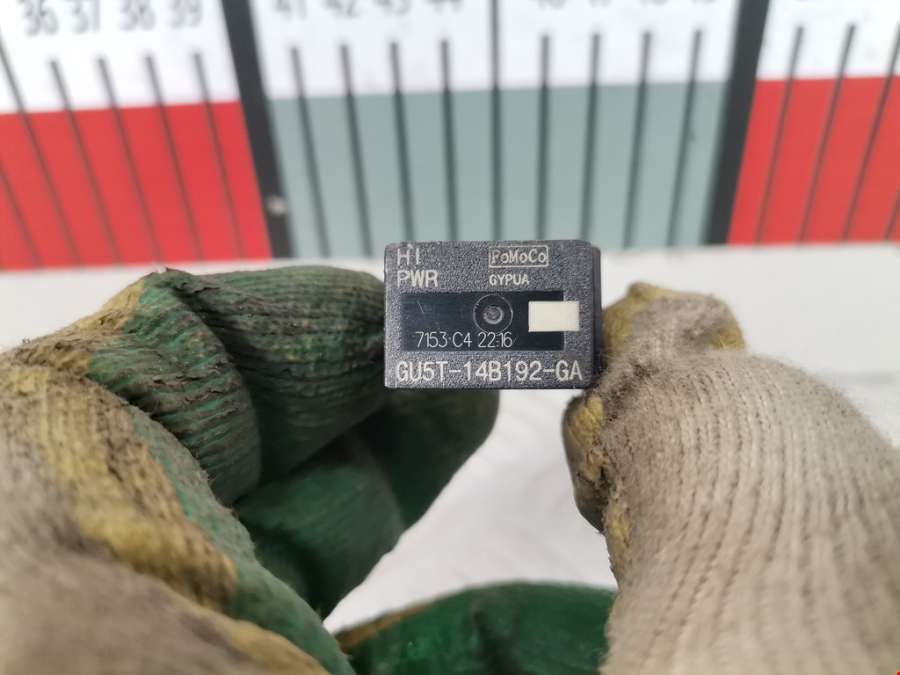 36 37 38 39 41 42 43 44
HI
PWR
FoMoCo
GYPUA
7153-C4 22:16
GU5T-14B192-GA